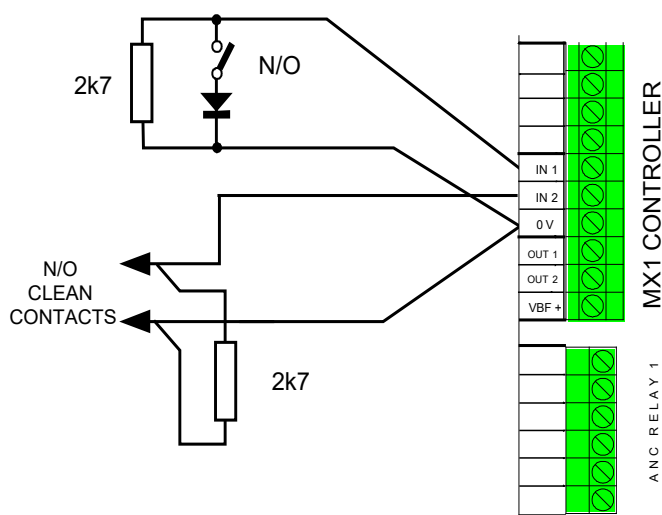 2k7
N/O
IN 1
IN 2
0 V
OUT 1
OUT 2
VBF +
MX1 CONTROLLER
N/O
CLEAN
CONTACTS
2k7
ANC RELAY 1